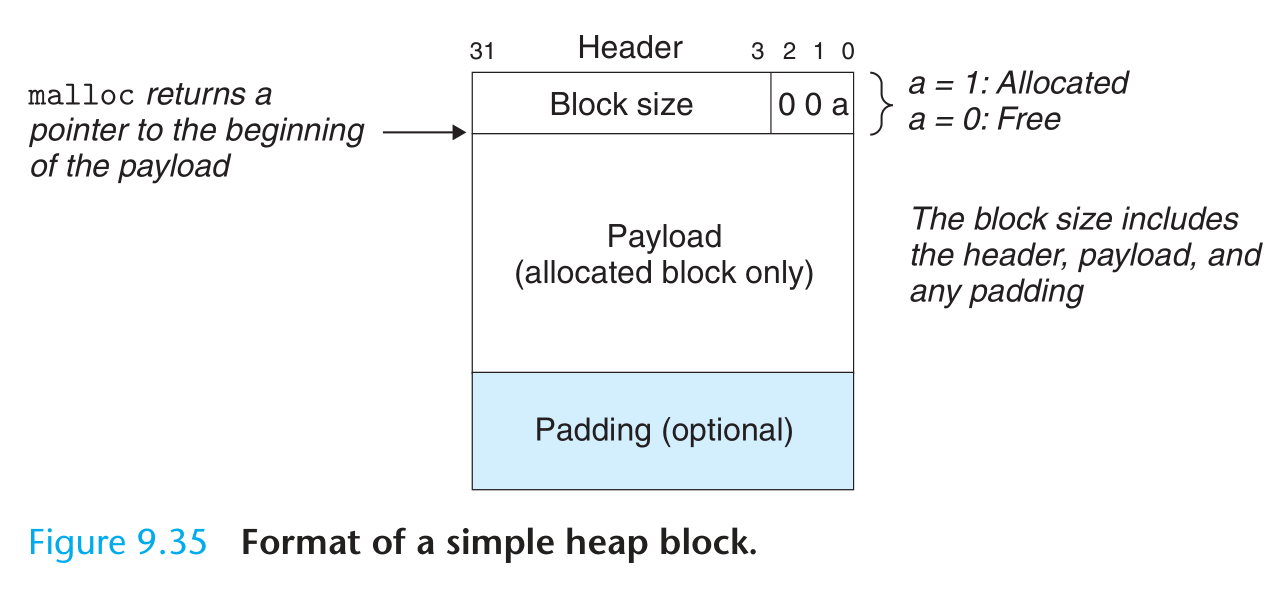 31 Header 3 2 1 0
malloc returns a
pointer to the beginning
of the payload
Block size 0 0 a
a = 1: Allocated
a = 0: Free
Payload
(allocated block only)
The block size includes
the header, payload, and
any padding
Padding (optional)
Figure 9.35 Format of a simple heap block.